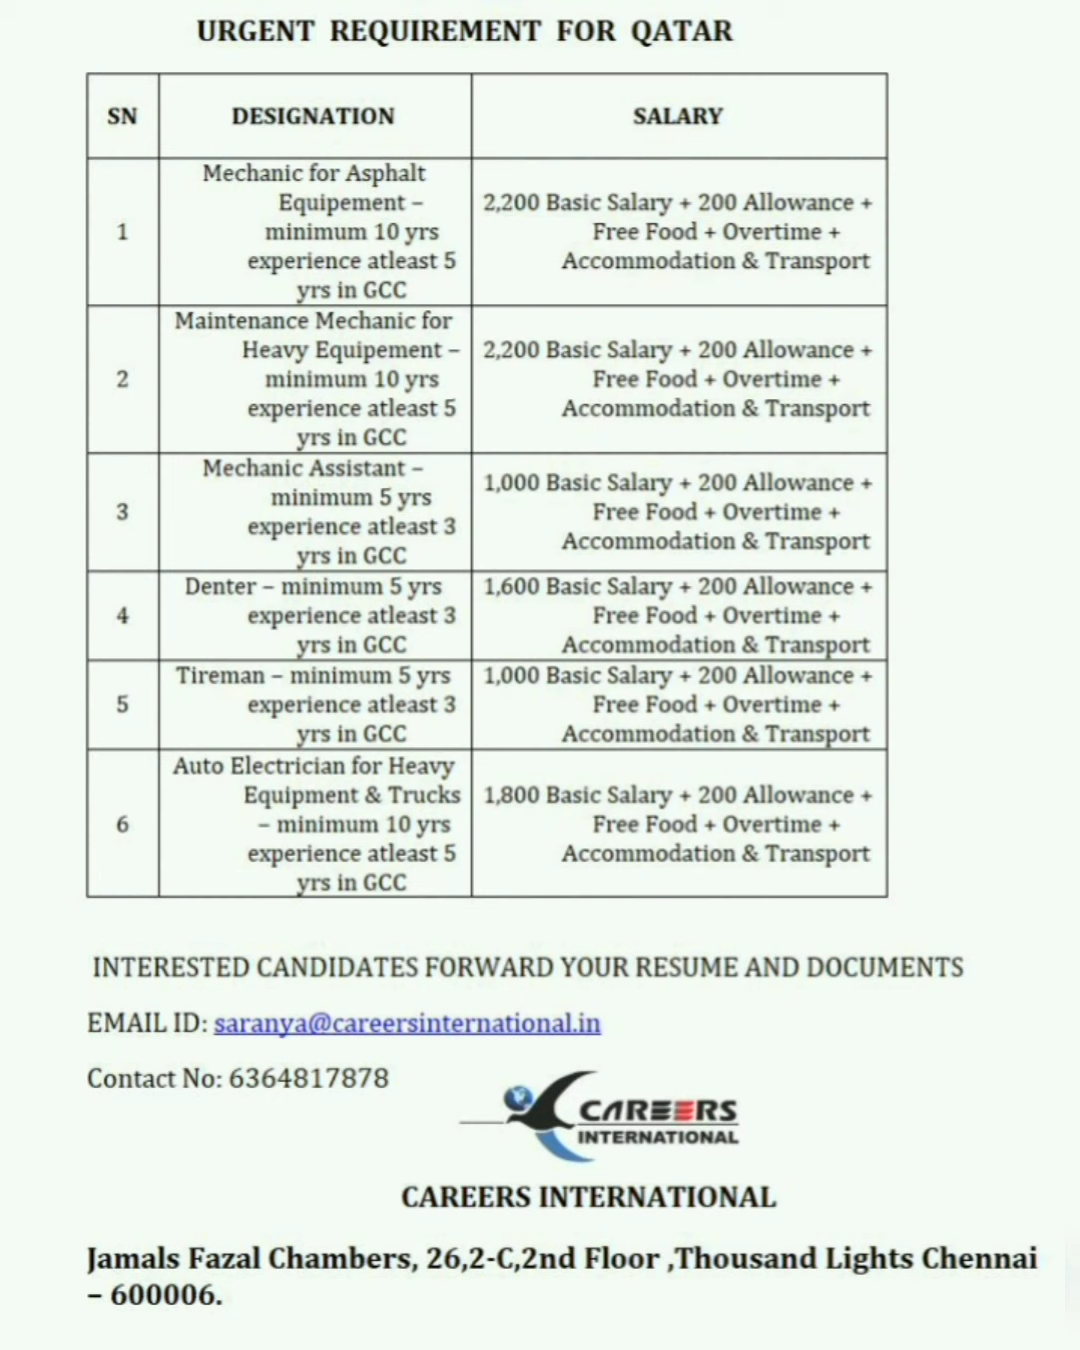 URGENT REQUIREMENT FOR QATAR
SN DESIGNATION SALARY
1
Mechanic for Asphalt
Equipement –
minimum 10 yrs
experience atleast 5
yrs in GCC
2,200 Basic Salary + 200 Allowance +
Free Food + Overtime +
Accommodation & Transport
2
Maintenance Mechanic for
Heavy Equipement –
minimum 10 yrs
experience atleast 5
yrs in GCC
2,200 Basic Salary + 200 Allowance +
Free Food + Overtime +
Accommodation & Transport
3
Mechanic Assistant –
minimum 5 yrs
experience atleast 3
yrs in GCC
1,000 Basic Salary + 200 Allowance +
Free Food + Overtime +
Accommodation & Transport
4
Denter – minimum 5 yrs
experience atleast 3
yrs in GCC
1,600 Basic Salary + 200 Allowance +
Free Food + Overtime +
Accommodation & Transport
5
Tireman – minimum 5 yrs
experience atleast 3
yrs in GCC
1,000 Basic Salary + 200 Allowance +
Free Food + Overtime +
Accommodation & Transport
6
Auto Electrician for Heavy
Equipment & Trucks
– minimum 10 yrs
experience atleast 5
yrs in GCC
1,800 Basic Salary + 200 Allowance +
Free Food + Overtime +
Accommodation & Transport
INTERESTED CANDIDATES FORWARD YOUR RESUME AND DOCUMENTS
EMAIL ID: saranya@careersinternational.in
Contact No: 6364817878
CAREERS
INTERNATIONAL
CAREERS INTERNATIONAL
Jamals Fazal Chambers, 26,2-C,2nd Floor ,Thousand Lights Chennai
– 600006.